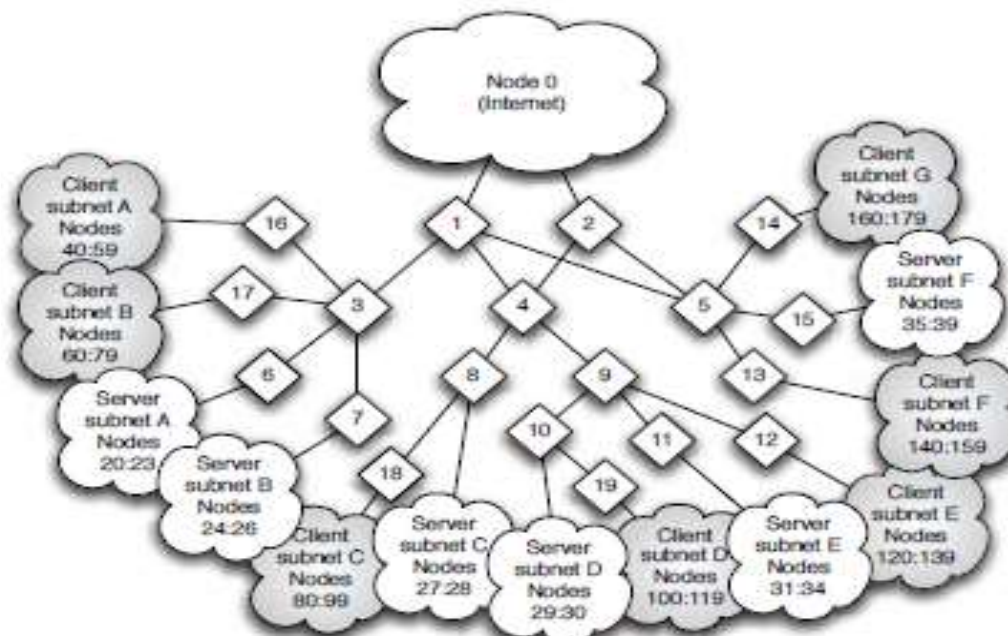 Node 0
(Internet)
Client
subnet A
Nodes
40:59
16
1
2
14
Client
subnet G
Nodes
160:179
Client
subnet B
Nodes
60:79
17
3
4
5
15
Server
subnet F
Nodes
35:39
6
8
9
13
Server
subnet A
Nodes
20:23
7
10
11
12
Client
subnet F
Nodes
140:159
Server
subnet B
Nodes
24:26
18
19
Client
subnet C
Nodes
80:99
Server
subnet C
Nodes
27:28
Server
subnet D
Nodes
29:30
Client
subnet D
Nodes
100:119
Server
subnet E
Nodes
31:34
Client
subnet E
Nodes
120:139